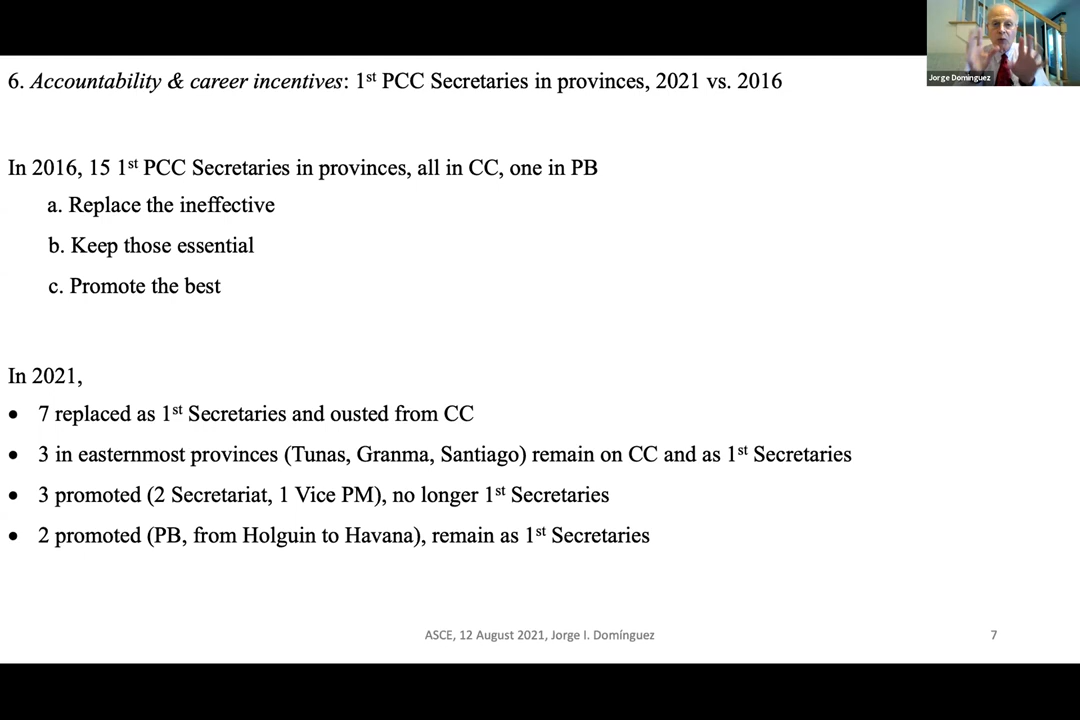 Jorge Dominguez
6. Accountability & career incentives: 1st PCC Secretaries in provinces, 2021 vs. 2016
In 2016, 15 1st PCC Secretaries in provinces, all in CC, one in PB
a. Replace the ineffective
b. Keep those essential
c. Promote the best
In 2021,
• 7 replaced as 1st Secretaries and ousted from CC
• 3 in easternmost provinces (Tunas, Granma, Santiago) remain on CC and as 1st Secretaries
• 3 promoted (2 Secretariat, 1 Vice PM), no longer 1st Secretaries
• 2 promoted (PB, from Holguin to Havana), remain as 1st Secretaries
ASCE, 12 August 2021, Jorge I. Domínguez
7